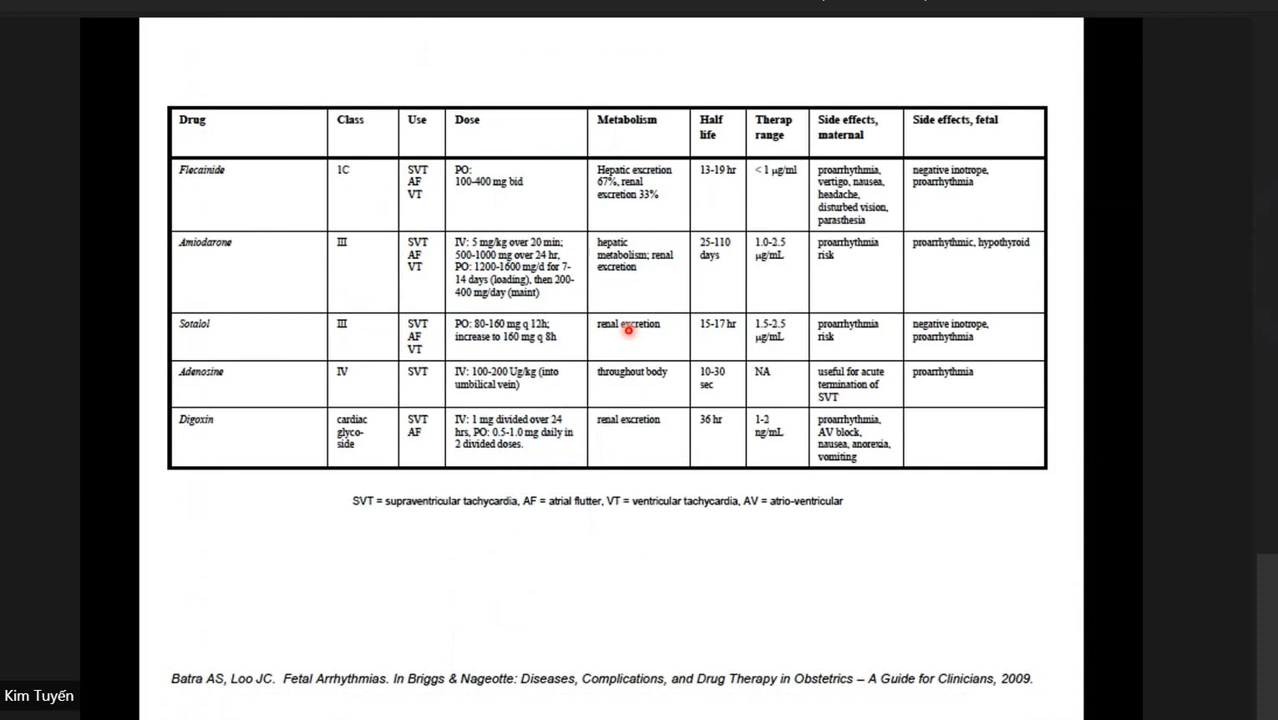 Drug Class Use Dose Metabolism Half Therap Side effects, Side effects, fetal
life range maternal
Flecainide 1C SVT PO: Hepatic excretion 13-19 hr < 1 µg/ml proarrhythmia, negative inotrope,
AF 100-400 mg bid 67%, renal vertigo, nausea, proarrhythmia
VT excretion 33% headache,
disturbed vision,
parasthesia
Amiodarone III SVT IV: 5 mg/kg over 20 min; hepatic 25-110 1.0-2.5 proarrhythmia proarrhythmic, hypothyroid
AF 500-1000 mg over 24 hr, metabolism; renal days µg/mL risk
VT PO: 1200-1600 mg/d for 7- excretion
14 days (loading), then 200-
400 mg/day (maint)
Sotalol III SVT PO: 80-160 mg q 12h; renal excretion 15-17 hr 1.5-2.5 proarrhythmia negative inotrope,
AF increase to 160 mg q 8h µg/mL risk proarrhythmia
VT
Adenosine IV SVT IV: 100-200 Ug/kg (into throughout body 10-30 NA useful for acute proarrhythmia
umbilical vein) sec termination of
SVT
Digoxin cardiac SVT IV: 1 mg divided over 24 renal excretion 36 hr 1-2 proarrhythmia,
glyco- AF hrs, PO: 0.5-1.0 mg daily in ng/mL AV block,
side 2 divided doses. nausea, anorexia,
vomiting
SVT = supraventricular tachycardia, AF = atrial flutter, VT = ventricular tachycardia, AV = atrio-ventricular
Batra AS, Loo JC. Fetal Arrhythmias. In Briggs & Nageotte: Diseases, Complications, and Drug Therapy in Obstetrics – A Guide for Clinicians, 2009.
Kim Tuyến